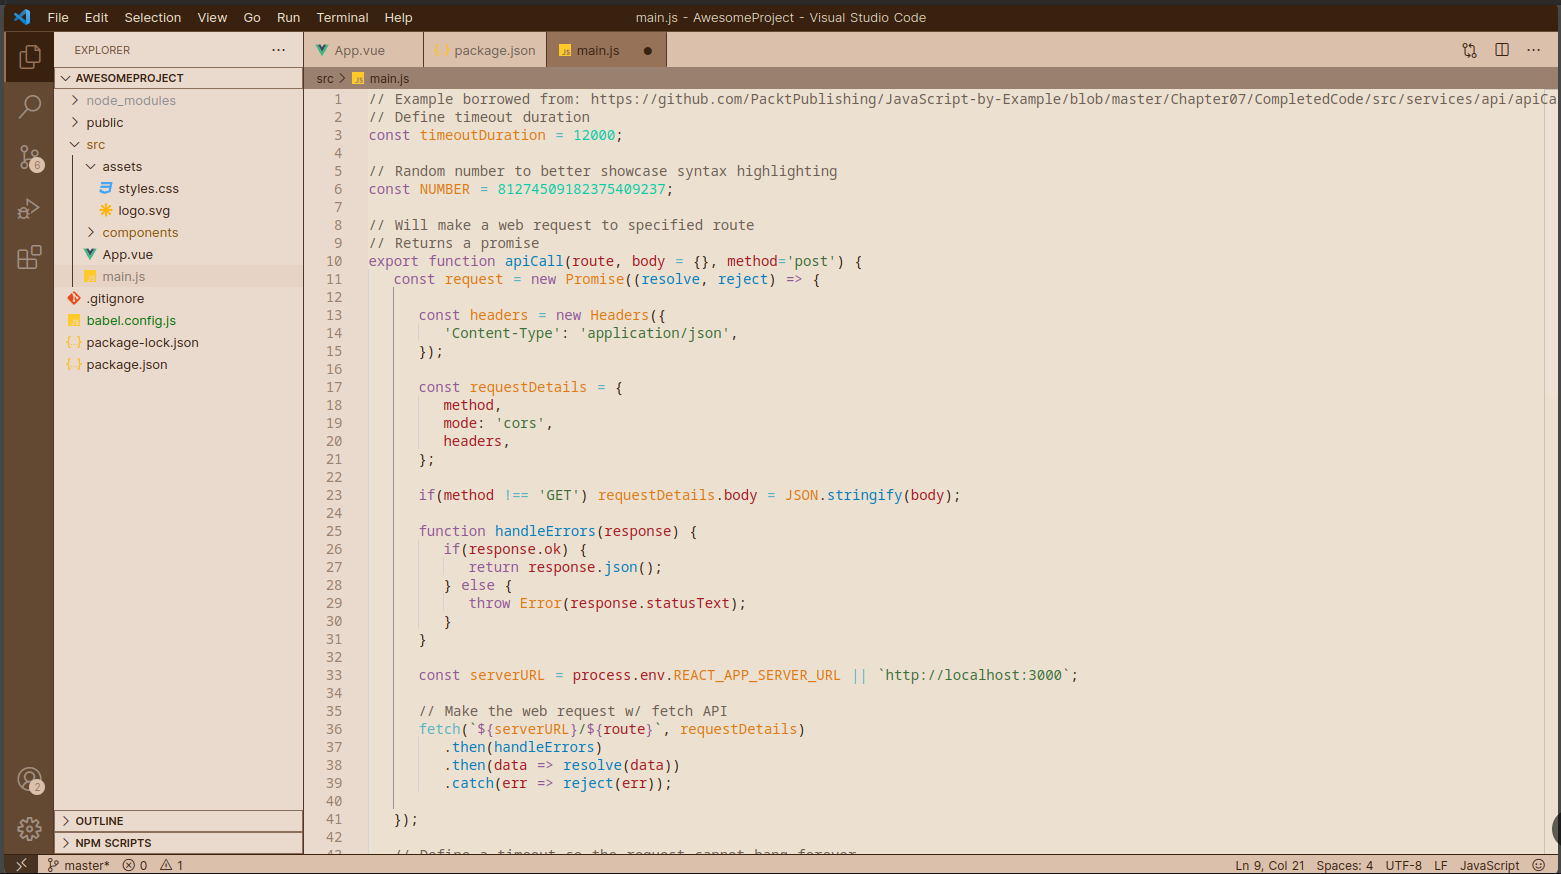 File Edit Selection View Go Run Terminal Help
main.js - AwesomeProject - Visual Studio Code
EXPLORER
AWESOMEPROJECT
node_modules
public
src
assets
styles.css
logo.svg
components
App.vue
main.js
.gitignore
babel.config.js
package-lock.json
package.json
OUTLINE
NPM SCRIPTS
6
2
App.vue
package.json
main.js
src > main.js
1 // Example borrowed from: https://github.com/PacktPublishing/JavaScript-by-Example/blob/master/Chapter07/CompletedCode/src/services/api/apiCa
2 // Define timeout duration
3 const timeoutDuration = 12000;
4
5 // Random number to better showcase syntax highlighting
6 const NUMBER = 81274509182375409237;
7
8 // Will make a web request to specified route
9 // Returns a promise
10 export function apiCall(route, body = {}, method='post') {
11 const request = new Promise((resolve, reject) => {
12
13 const headers = new Headers({
14 'Content-Type': 'application/json',
15 });
16
17 const requestDetails = {
18 method,
19 mode: 'cors',
20 headers,
21 };
22
23 if(method !== 'GET') requestDetails.body = JSON.stringify(body);
24
25 function handleErrors(response) {
26 if(response.ok) {
27 return response.json();
28 } else {
29 throw Error(response.statusText);
30 }
31 }
32
33 const serverURL = process.env.REACT_APP_SERVER_URL || `http://localhost:3000`;
34
35 // Make the web request w/ fetch API
36 fetch(`${serverURL}/${route}`, requestDetails)
37 .then(handleErrors)
38 .then(data => resolve(data))
39 .catch(err => reject(err));
40
41 });
42
43 // Define a timeout so the request cannot hang forever
master* 0 1
Ln 9, Col 21 Spaces: 4 UTF-8 LF JavaScript